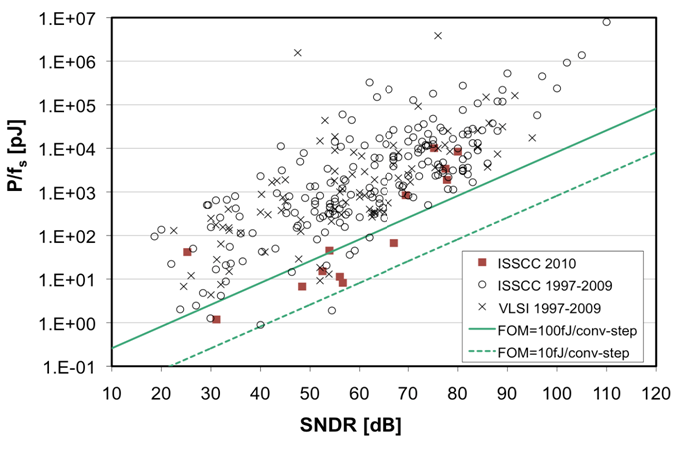 1.E+07
1.E+06
1.E+05
1.E+04
1.E+03
1.E+02
1.E+01
1.E+00
1.E-01
P/fs [pJ]
ISSCC 2010
ISSCC 1997-2009
VLSI 1997-2009
FOM=100fJ/conv-step
FOM=10fJ/conv-step
10 20 30 40 50 60 70 80 90 100 110 120
SNDR [dB]